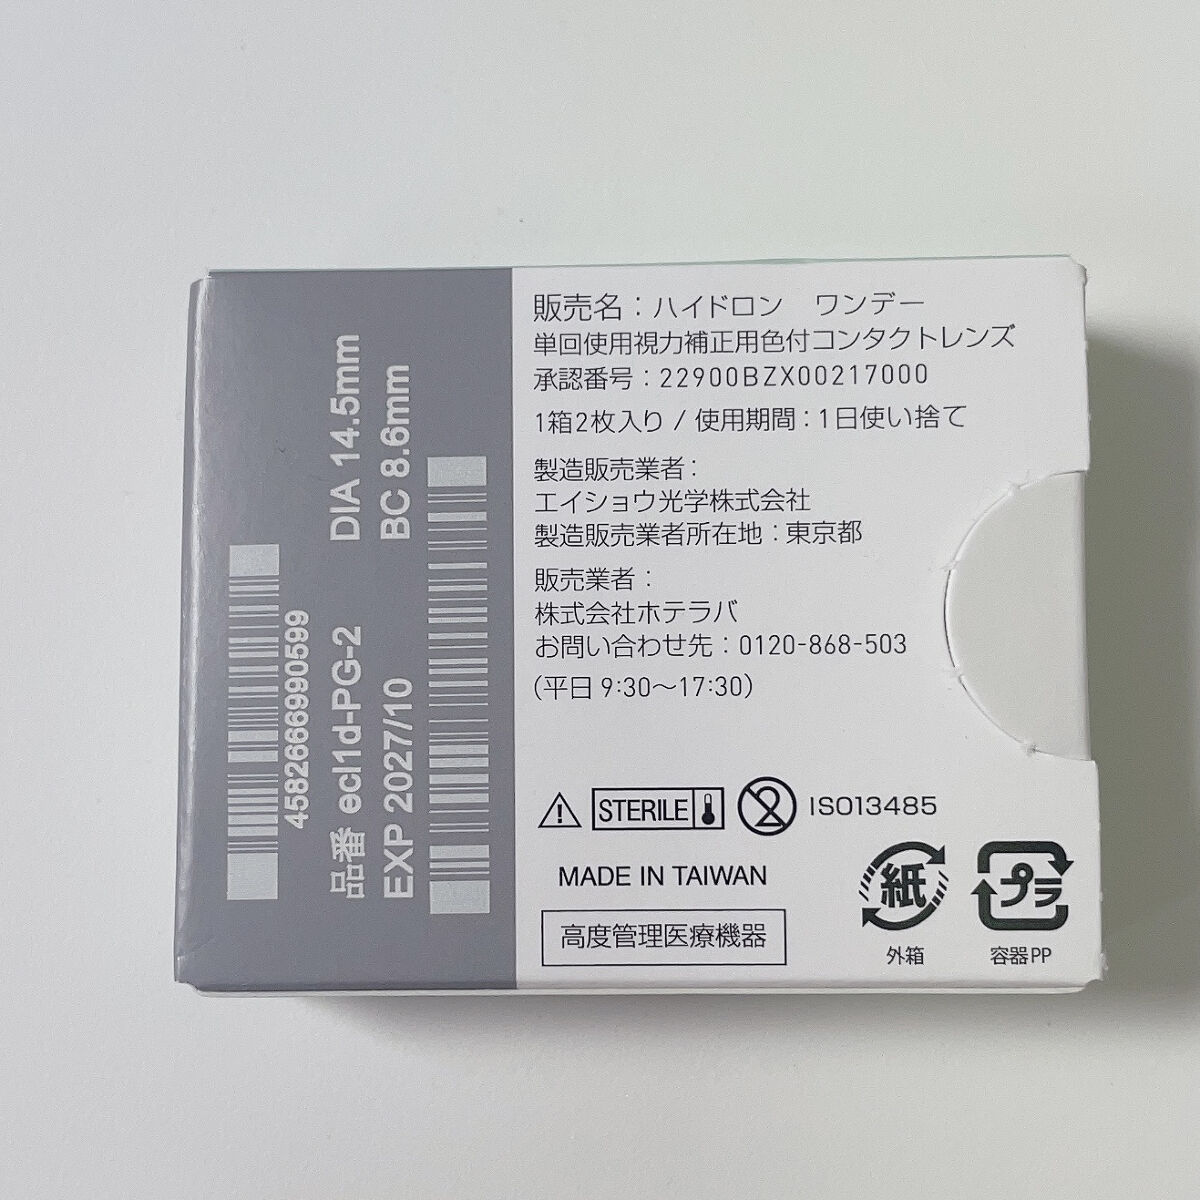 販売名：ハイドロン　ワンデー
単回使用視力補正用色付コンタクトレンズ
承認番号：22900BZX00217000
1箱2枚入り / 使用期間：1日使い捨て
製造販売業者：
エイショウ光学株式会社
製造販売業者所在地：東京都
販売業者：
株式会社ホテラバ
お問い合わせ先：0120-868-503
(平日 9:30～17:30)
STERILE
ISO13485
MADE IN TAIWAN
高度管理医療機器
紙
外箱
プラ
容器 PP
4582666990599
品番 ecl1d-PG-2
DIA 14.5mm
EXP 2027/10
BC 8.6mm